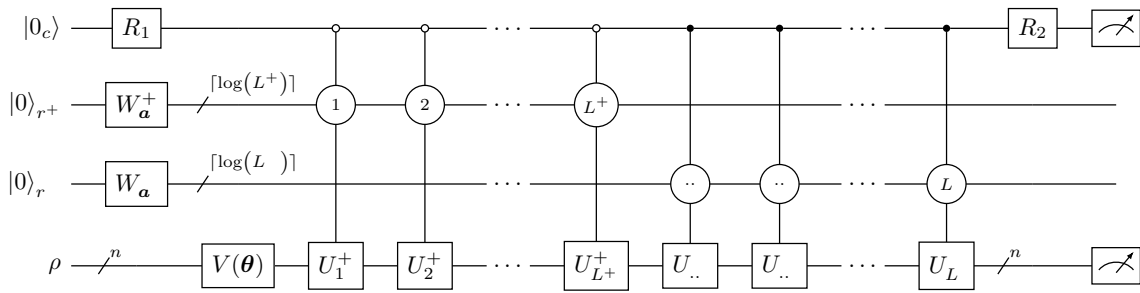 |0_c⟩ R_1 ... ... ... R_2
|0⟩_{r^+} W_a^+ ⌈log(L^+)⌉ 1 2 ... L^+ ...
|0⟩_r W_a ⌈log(L )⌉ ... .. .. ... L
ρ n V(θ) U_1^+ U_2^+ ... U_{L^+}^+ U_{..} U_{..} ... U_L n